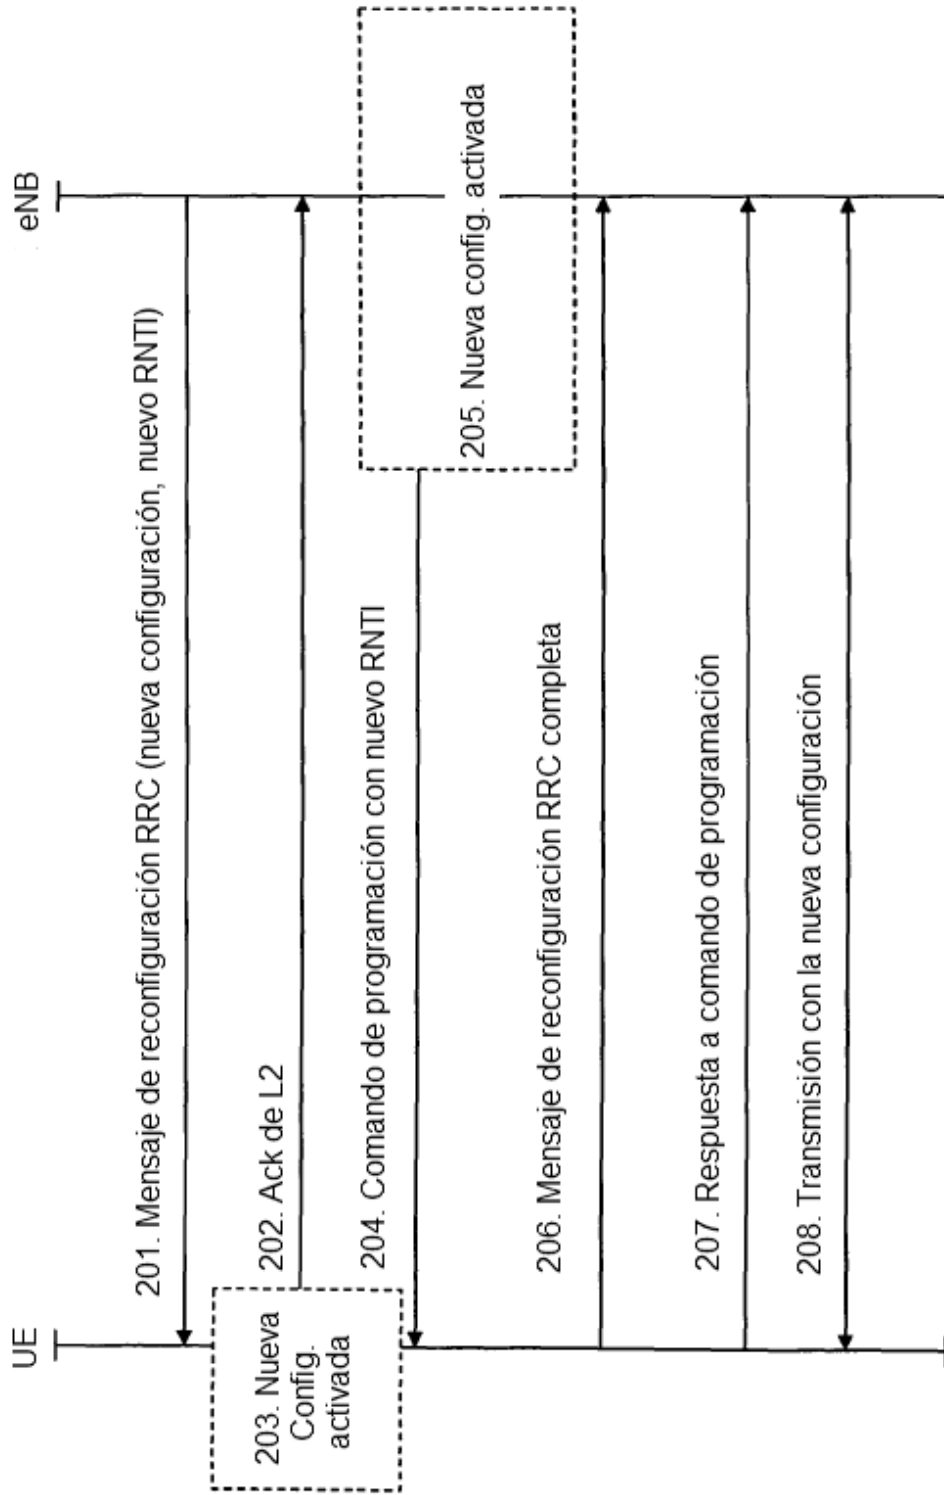 UE
eNB
201. Mensaje de reconfiguración RRC (nueva configuración, nuevo RNTI)
202. Ack de L2
203. Nueva
Config.
activada
204. Comando de programación con nuevo RNTI
205. Nueva config. activada
206. Mensaje de reconfiguración RRC completa
207. Respuesta a comando de programación
208. Transmisión con la nueva configuración